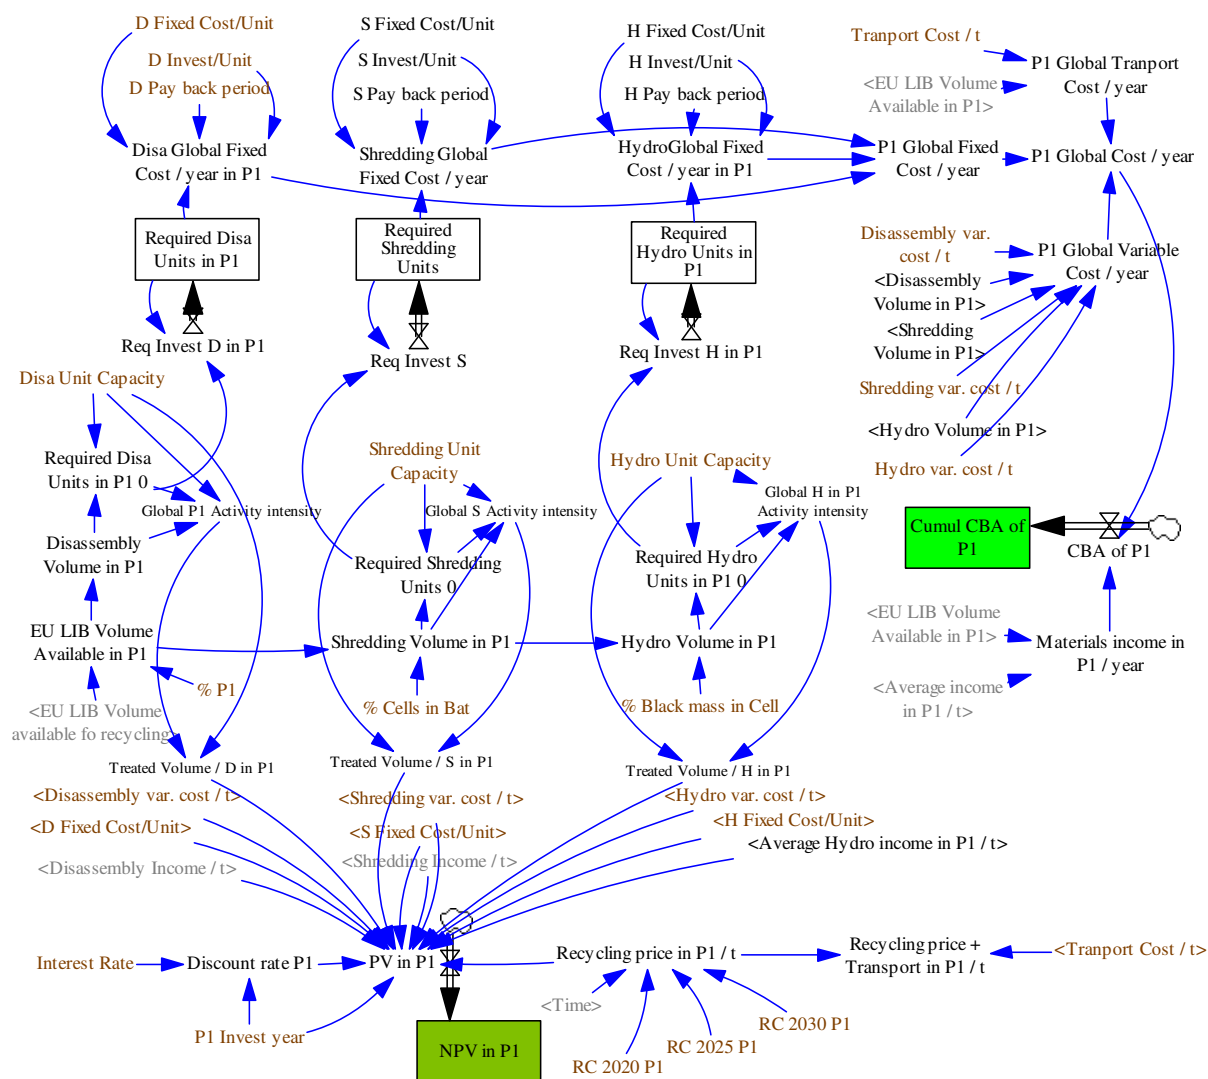 D Fixed Cost/Unit
S Fixed Cost/Unit
H Fixed Cost/Unit
Tranport Cost / t
D Invest/Unit
S Invest/Unit
H Invest/Unit
P1 Global Tranport
Cost / year
D Pay back period
S Pay back period
H Pay back period
<EU LIB Volume
Available in P1>
Disa Global Fixed
Cost / year in P1
Shredding Global
Fixed Cost / year
HydroGlobal Fixed
Cost / year in P1
P1 Global Fixed
Cost / year
P1 Global Cost / year
Required Disa
Units in P1
Required
Shredding
Units
Required
Hydro Units in
P1
Disassembly var.
cost / t
P1 Global Variable
Cost / year
<Disassembly
Volume in P1>
<Shredding
Volume in P1>
Req Invest D in P1
Req Invest S
Req Invest H in P1
Disa Unit Capacity
Shredding var. cost / t
<Hydro Volume in P1>
Hydro var. cost / t
Required Disa
Units in P1 0
Shredding Unit
Capacity
Hydro Unit Capacity
Global P1 Activity intensity
Global S Activity intensity
Global H in P1
Activity intensity
Disassembly
Volume in P1
Required Shredding
Units 0
Required Hydro
Units in P1 0
Cumul CBA of
P1
CBA of P1
EU LIB Volume
Available in P1
Shredding Volume in P1
Hydro Volume in P1
<EU LIB Volume
Available in P1>
Materials income in
P1 / year
% P1
% Cells in Bat
% Black mass in Cell
<Average income
in P1 / t>
<EU LIB Volume
available fo recycling>
Treated Volume / D in P1
Treated Volume / S in P1
Treated Volume / H in P1
<Disassembly var. cost / t>
<Shredding var. cost / t>
<Hydro var. cost / t>
<D Fixed Cost/Unit>
<S Fixed Cost/Unit>
<H Fixed Cost/Unit>
<Disassembly Income / t>
<Shredding Income / t>
<Average Hydro income in P1 / t>
Interest Rate
Discount rate P1
PV in P1
Recycling price in P1 / t
Recycling price +
Transport in P1 / t
<Tranport Cost / t>
<Time>
P1 Invest year
RC 2030 P1
RC 2025 P1
RC 2020 P1
NPV in P1